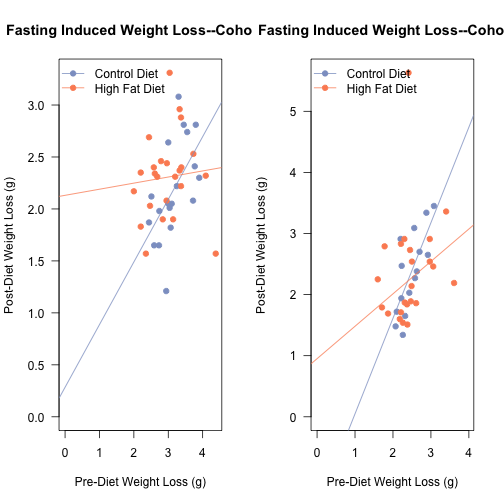 Fasting Induced Weight Loss--Coho
Control Diet
High Fat Diet
Post-Diet Weight Loss (g)
3.0
2.5
2.0
1.5
1.0
0.5
0.0
0 1 2 3 4
Pre-Diet Weight Loss (g)
Fasting Induced Weight Loss--Coho
Control Diet
High Fat Diet
Post-Diet Weight Loss (g)
5
4
3
2
1
0
0 1 2 3 4
Pre-Diet Weight Loss (g)